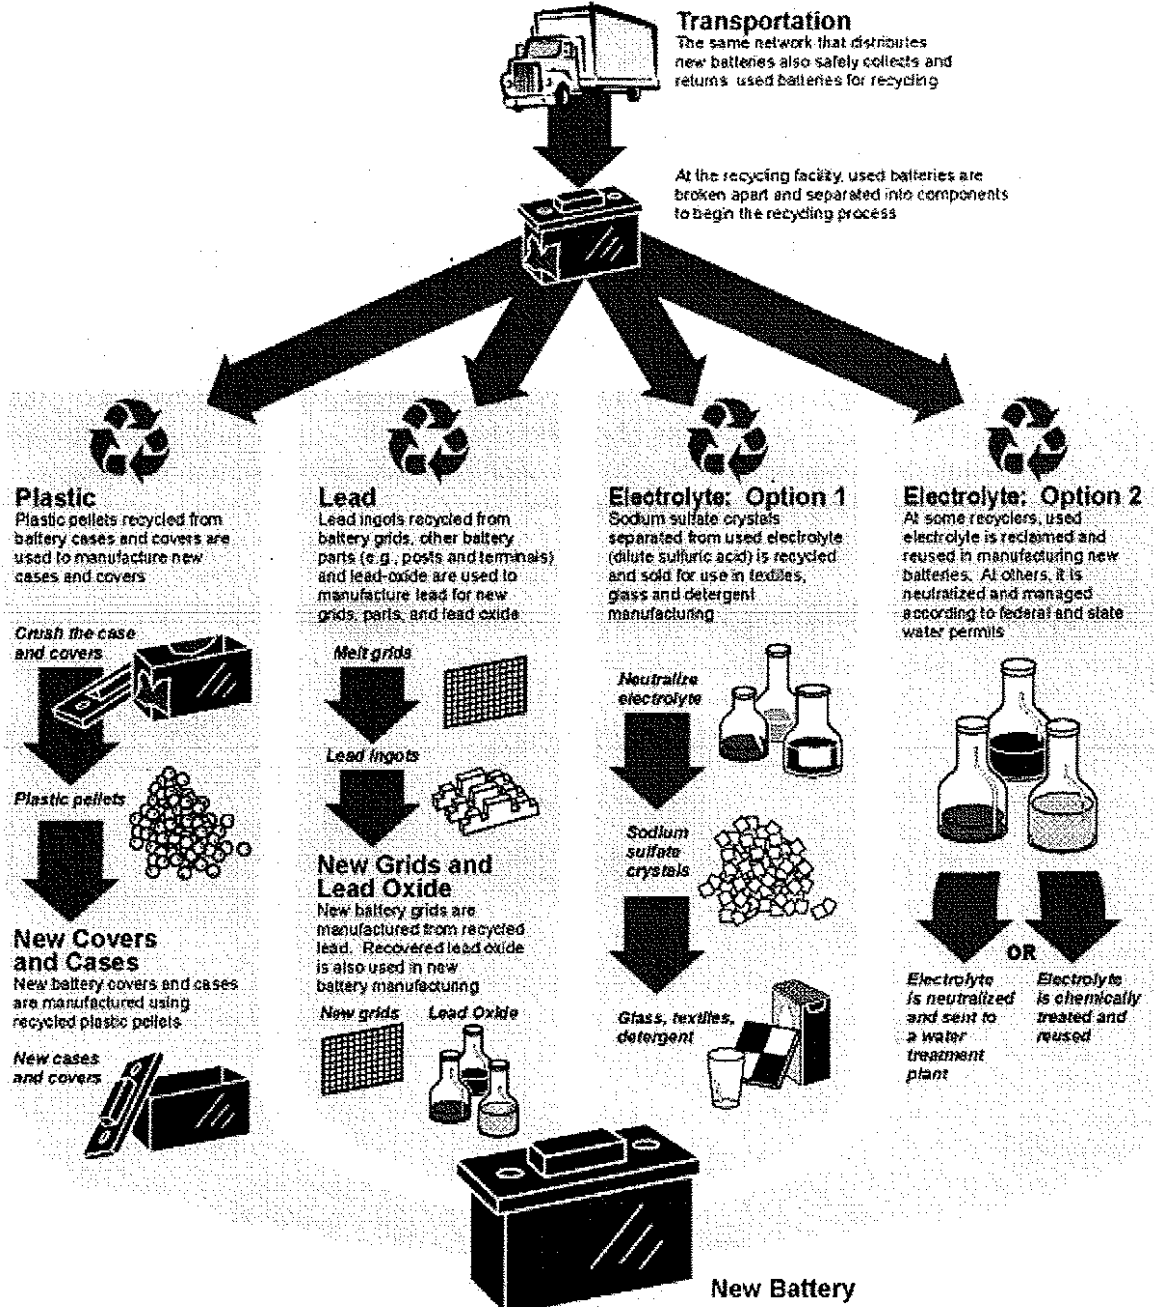 Transportation
The same network that distributes
new batteries also safely collects and
returns used batteries for recycling
At the recycling facility, used batteries are
broken apart and separated into components
to begin the recycling process
Plastic
Plastic pellets recycled from
battery cases and covers are
used to manufacture new
cases and covers
Crush the case
and covers
Plastic pellets
New Covers
and Cases
New battery covers and cases
are manufactured using
recycled plastic pellets
New cases
and covers
Lead
Lead ingots recycled from
battery grids, other battery
parts (e.g., posts and terminals)
and lead-oxide are used to
manufacture lead for new
grids, parts, and lead oxide
Melt grids
Lead ingots
New Grids and
Lead Oxide
New battery grids are
manufactured from recycled
lead. Recovered lead oxide
is also used in new
battery manufacturing
New grids
Lead Oxide
Electrolyte: Option 1
Sodium sulfate crystals
separated from used electrolyte
(dilute sulfuric acid) is recycled
and sold for use in textiles,
glass and detergent
manufacturing
Neutralize
electrolyte
Sodium
sulfate
crystals
Glass, textiles,
detergent
Electrolyte: Option 2
At some recyclers, used
electrolyte is reclaimed and
reused in manufacturing new
batteries. At others, it is
neutralized and managed
according to federal and state
water permits
OR
Electrolyte
is neutralized
and sent to
a water
treatment
plant
Electrolyte
is chemically
treated and
reused
New Battery